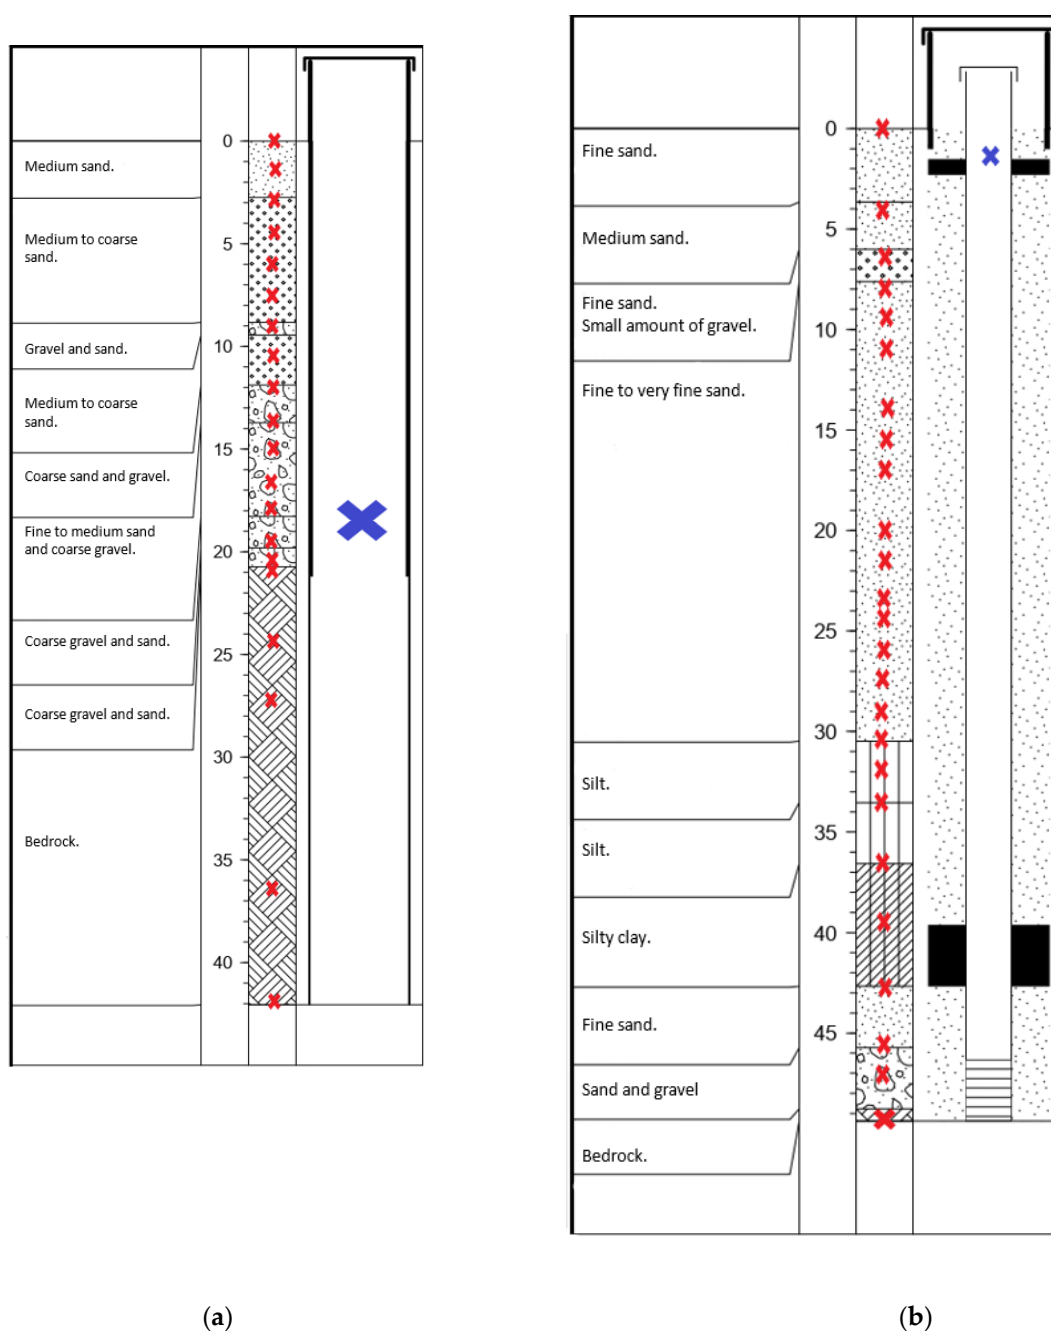 0
Medium sand.
Medium to coarse
sand.
5
Gravel and sand.
10
Medium to coarse
sand.
Coarse sand and gravel.
15
Fine to medium sand
and coarse gravel.
20
Coarse gravel and sand.
25
Coarse gravel and sand.
30
Bedrock.
35
40
(a)
0
Fine sand.
Medium sand.
5
Fine sand.
Small amount of gravel.
10
Fine to very fine sand.
15
20
25
30
Silt.
35
Silt.
Silty clay.
40
Fine sand.
45
Sand and gravel
Bedrock.
(b)